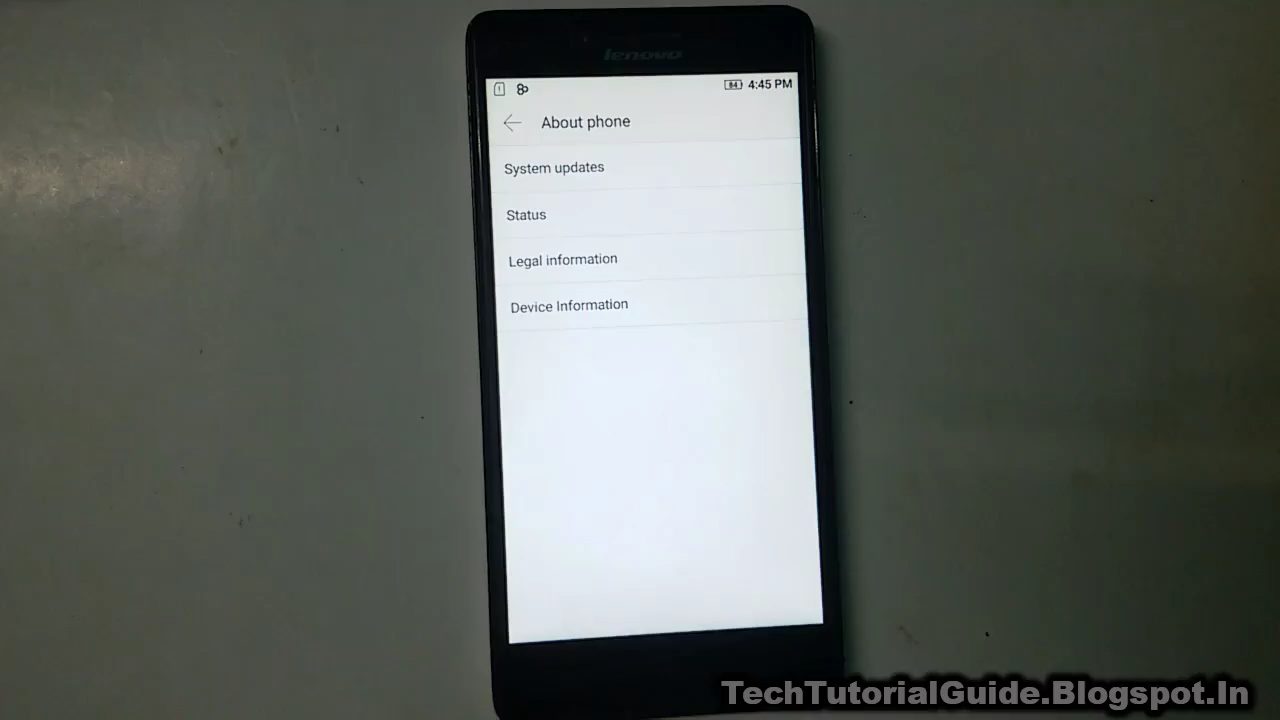 lenovo
84 4:45 PM
About phone
System updates
Status
Legal information
Device Information
TechTutorialGuide.Blogspot.In